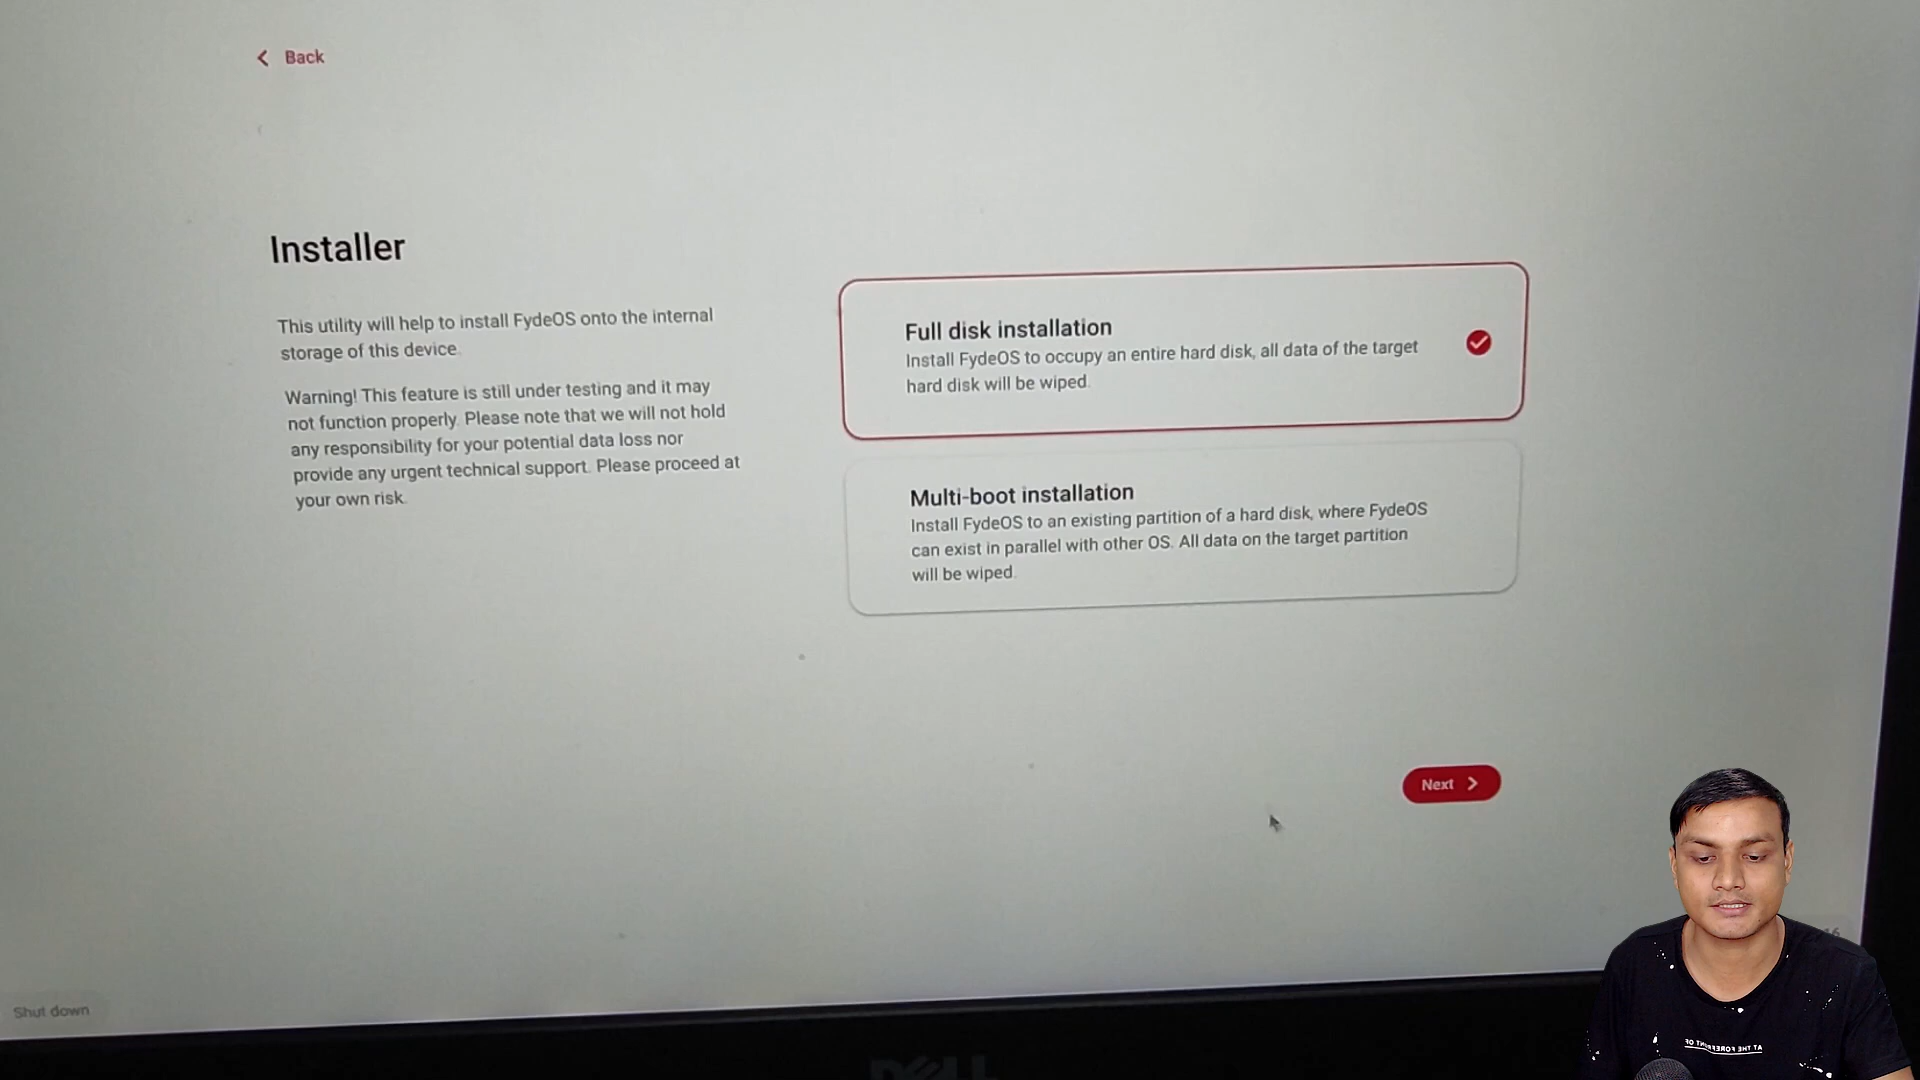 Back
Installer
This utility will help to install FydeOS onto the internal
storage of this device.
Warning! This feature is still under testing and it may
not function properly. Please note that we will not hold
any responsibility for your potential data loss nor
provide any urgent technical support. Please proceed at
your own risk.
Full disk installation
Install FydeOS to occupy an entire hard disk, all data of the target
hard disk will be wiped.
Multi-boot installation
Install FydeOS to an existing partition of a hard disk, where FydeOS
can exist in parallel with other OS. All data on the target partition
will be wiped.
Next
Shut down
DELL
AT THE FOREFRONT OF